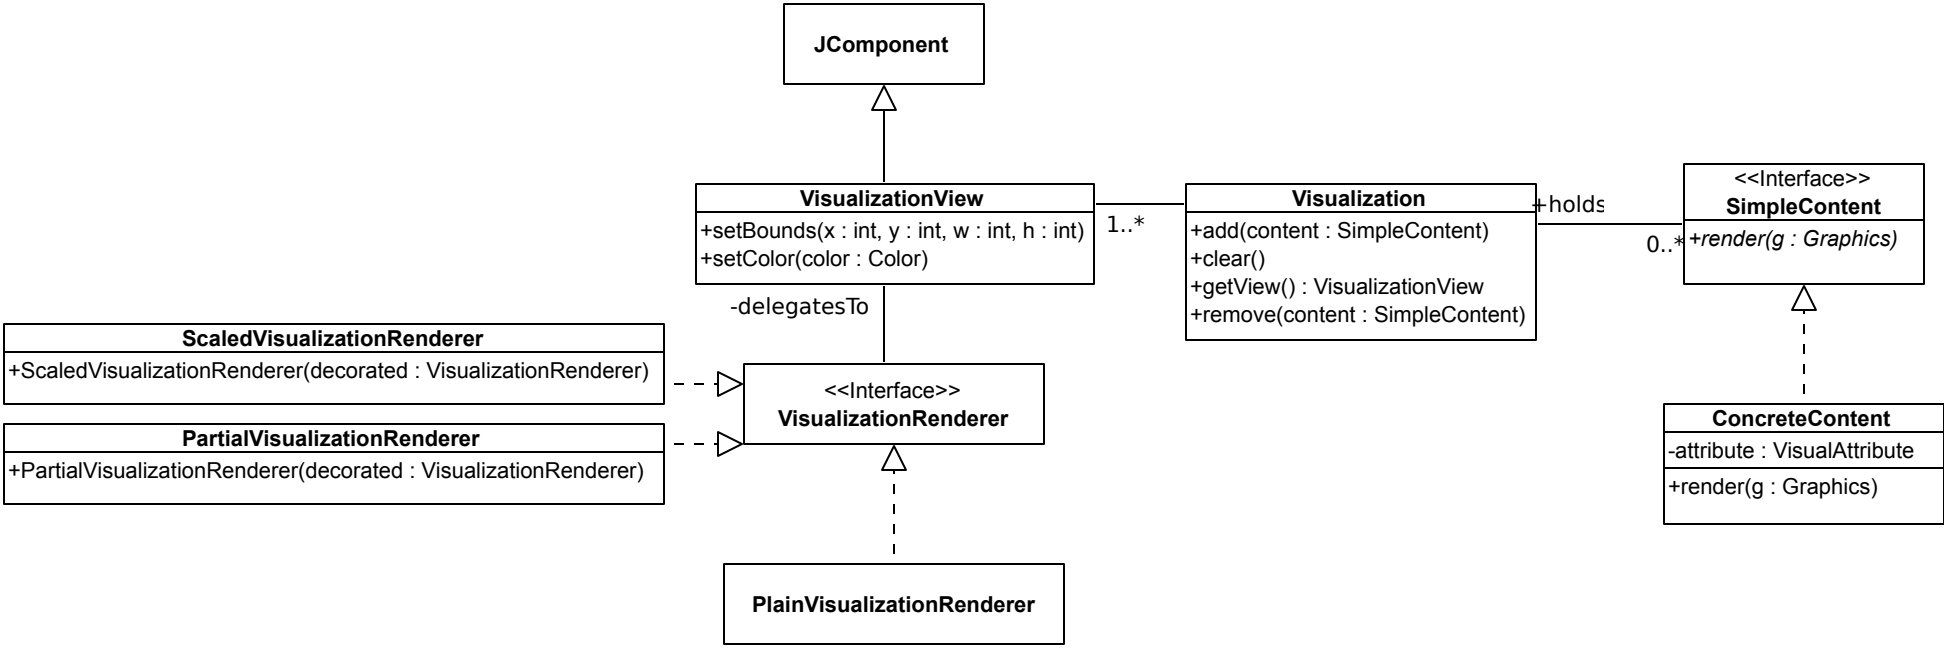 JComponent
VisualizationView
+setBounds(x : int, y : int, w : int, h : int)
+setColor(color : Color)
1..*
Visualization
+add(content : SimpleContent)
+clear()
+getView() : VisualizationView
+remove(content : SimpleContent)
+holds
0..*
<<Interface>>
SimpleContent
+render(g : Graphics)
-delegatesTo
ScaledVisualizationRenderer
+ScaledVisualizationRenderer(decorated : VisualizationRenderer)
PartialVisualizationRenderer
+PartialVisualizationRenderer(decorated : VisualizationRenderer)
<<Interface>>
VisualizationRenderer
ConcreteContent
-attribute : VisualAttribute
+render(g : Graphics)
PlainVisualizationRenderer